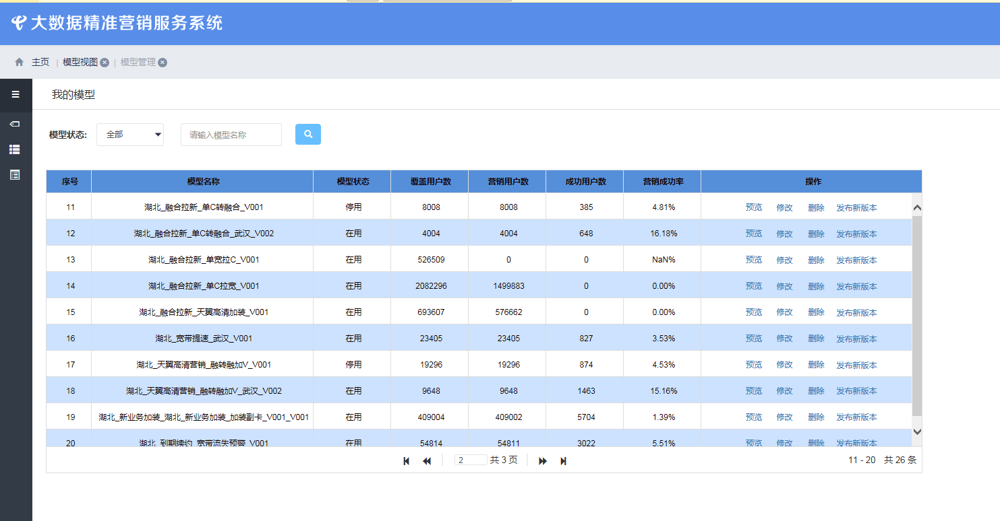 大数据精准营销服务系统
主页 | 模型视图 | 模型管理
我的模型
模型状态: 全部 请输入模型名称
序号 模型名称 模型状态 覆盖用户数 营销用户数 成功用户数 营销成功率 操作
11 湖北_融合拉新_单C转融合_V001 停用 8008 8008 385 4.81% 预览 修改 删除 发布新版本
12 湖北_融合拉新_单C转融合_武汉_V002 在用 4004 4004 648 16.18% 预览 修改 删除 发布新版本
13 湖北_融合拉新_单宽拉C_V001 在用 526509 0 0 NaN% 预览 修改 删除 发布新版本
14 湖北_融合拉新_单C拉宽_V001 在用 2082296 1499883 0 0.00% 预览 修改 删除 发布新版本
15 湖北_融合拉新_天翼高清加装_V001 在用 693607 576662 0 0.00% 预览 修改 删除 发布新版本
16 湖北_宽带提速_武汉_V001 在用 23405 23405 827 3.53% 预览 修改 删除 发布新版本
17 湖北_天翼高清营销_融转融加V_V001 停用 19296 19296 874 4.53% 预览 修改 删除 发布新版本
18 湖北_天翼高清营销_融转融加V_武汉_V002 在用 9648 9648 1463 15.16% 预览 修改 删除 发布新版本
19 湖北_新业务加装_湖北_新业务加装_加装副卡_V001_V001 在用 409004 409002 5704 1.39% 预览 修改 删除 发布新版本
20 湖北_到期续约_宽带流失预警_V001 在用 54814 54811 3022 5.51% 预览 修改 删除 发布新版本
2 共 3 页 11 - 20 共 26 条